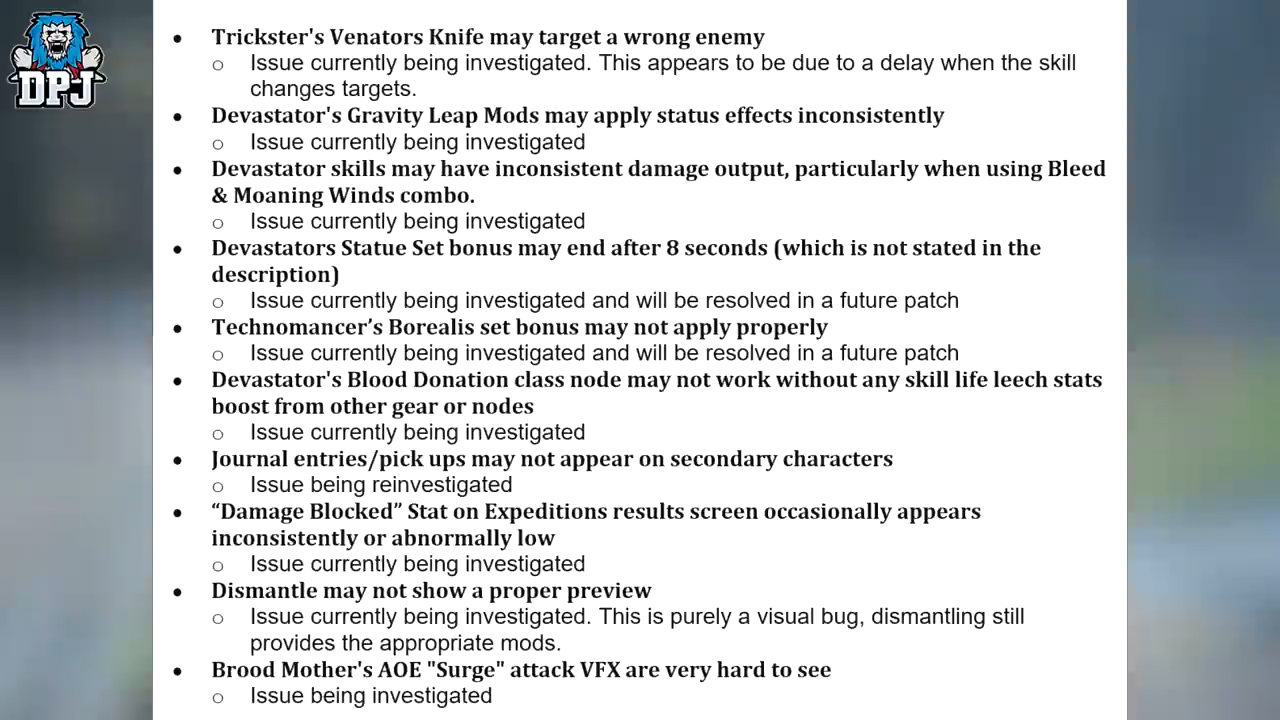 DPJ
• Trickster's Venators Knife may target a wrong enemy
o Issue currently being investigated. This appears to be due to a delay when the skill
changes targets.
• Devastator's Gravity Leap Mods may apply status effects inconsistently
o Issue currently being investigated
• Devastator skills may have inconsistent damage output, particularly when using Bleed
& Moaning Winds combo.
o Issue currently being investigated
• Devastators Statue Set bonus may end after 8 seconds (which is not stated in the
description)
o Issue currently being investigated and will be resolved in a future patch
• Technomancer’s Borealis set bonus may not apply properly
o Issue currently being investigated and will be resolved in a future patch
• Devastator's Blood Donation class node may not work without any skill life leech stats
boost from other gear or nodes
o Issue currently being investigated
• Journal entries/pick ups may not appear on secondary characters
o Issue being reinvestigated
• “Damage Blocked” Stat on Expeditions results screen occasionally appears
inconsistently or abnormally low
o Issue currently being investigated
• Dismantle may not show a proper preview
o Issue currently being investigated. This is purely a visual bug, dismantling still
provides the appropriate mods.
• Brood Mother's AOE "Surge" attack VFX are very hard to see
o Issue being investigated